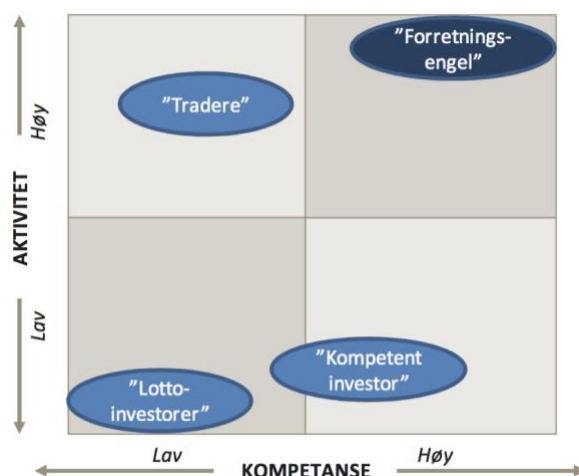 ”Forretnings-
engel”
”Tradere”
Høy
AKTIVITET
Lav
”Kompetent
investor”
”Lotto-
investorer”
Lav
Høy
KOMPETANSE